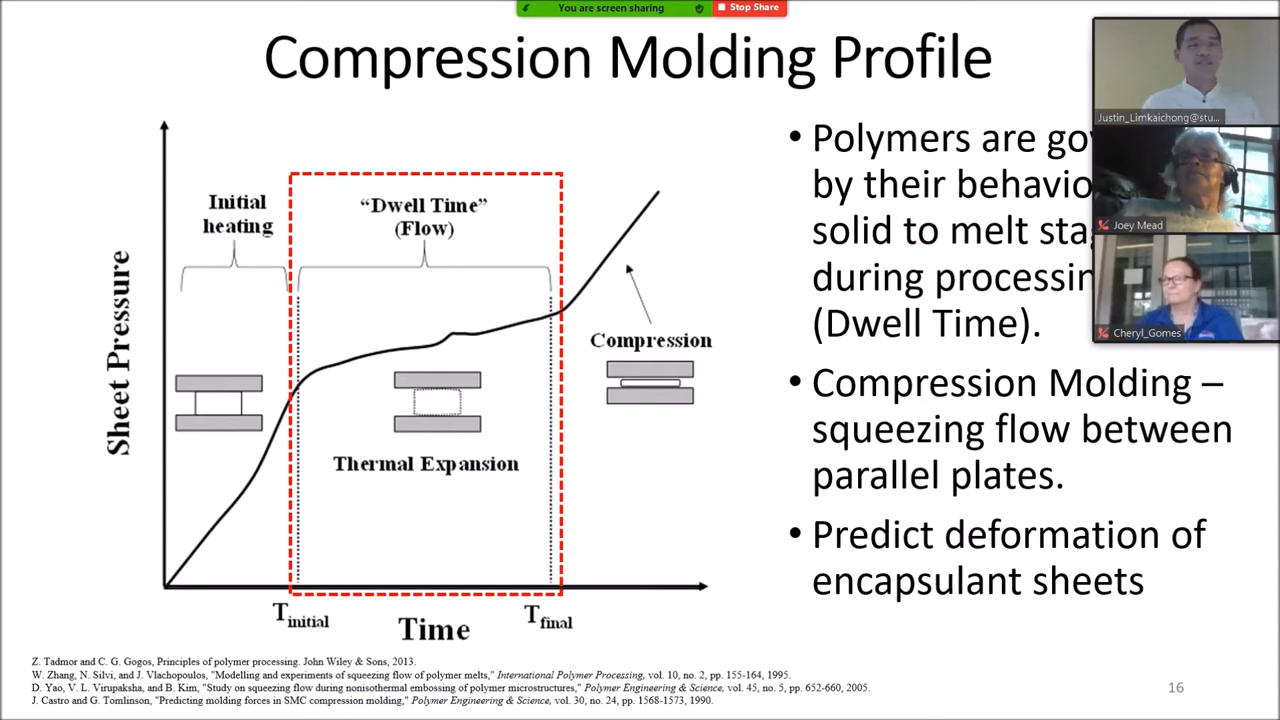 You are screen sharing
Stop Share
Compression Molding Profile
Justin_Limkaichong@stu...
Joey Mead
Cheryl_Gomes
Initial
heating
“Dwell Time”
(Flow)
Sheet Pressure
Compression
Thermal Expansion
Tinitial
Tfinal
Time
• Polymers are
by their
solid to melt
during
(Dwell Time).
• Compression Molding –
squeezing flow between
parallel plates.
• Predict deformation of
encapsulant sheets
Z. Tadmor and C. G. Gogos, Principles of polymer processing. John Wiley & Sons, 2013.
W. Zhang, N. Silvi, and J. Vlachopoulos, "Modelling and experiments of squeezing flow of polymer melts," International Polymer Processing, vol. 10, no. 2, pp. 155-164, 1995.
D. Yao, V. L. Virupaksha, and B. Kim, "Study on squeezing flow during nonisothermal embossing of polymer microstructures," Polymer Engineering & Science, vol. 45, no. 5, pp. 652-660, 2005.
J. Castro and G. Tomlinson, "Predicting molding forces in SMC compression molding," Polymer Engineering & Science, vol. 30, no. 24, pp. 1568-1573, 1990.
16